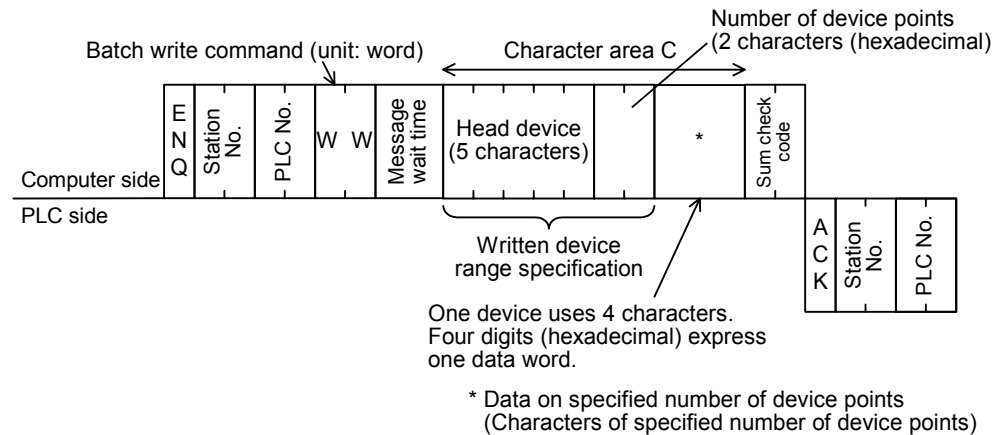 Number of device points
(2 characters (hexadecimal)
Batch write command (unit: word)
Character area C
E
N
Q
Station
No.
PLC No.
W W
Message
wait time
Head device
(5 characters)
*
Sum check
code
Computer side
PLC side
Written device
range specification
A
C
K
Station
No.
PLC No.
One device uses 4 characters.
Four digits (hexadecimal) express
one data word.
* Data on specified number of device points
(Characters of specified number of device points)